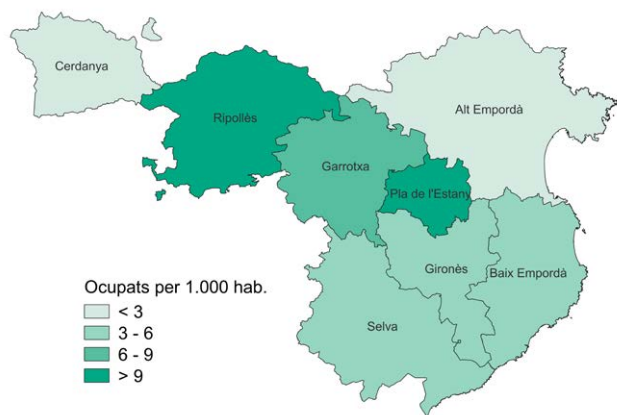 Cerdanya
Ripollès
Alt Empordà
Garrotxa
Pla de l'Estany
Gironès
Baix Empordà
Selva
Ocupats per 1.000 hab.
< 3
3 - 6
6 - 9
> 9